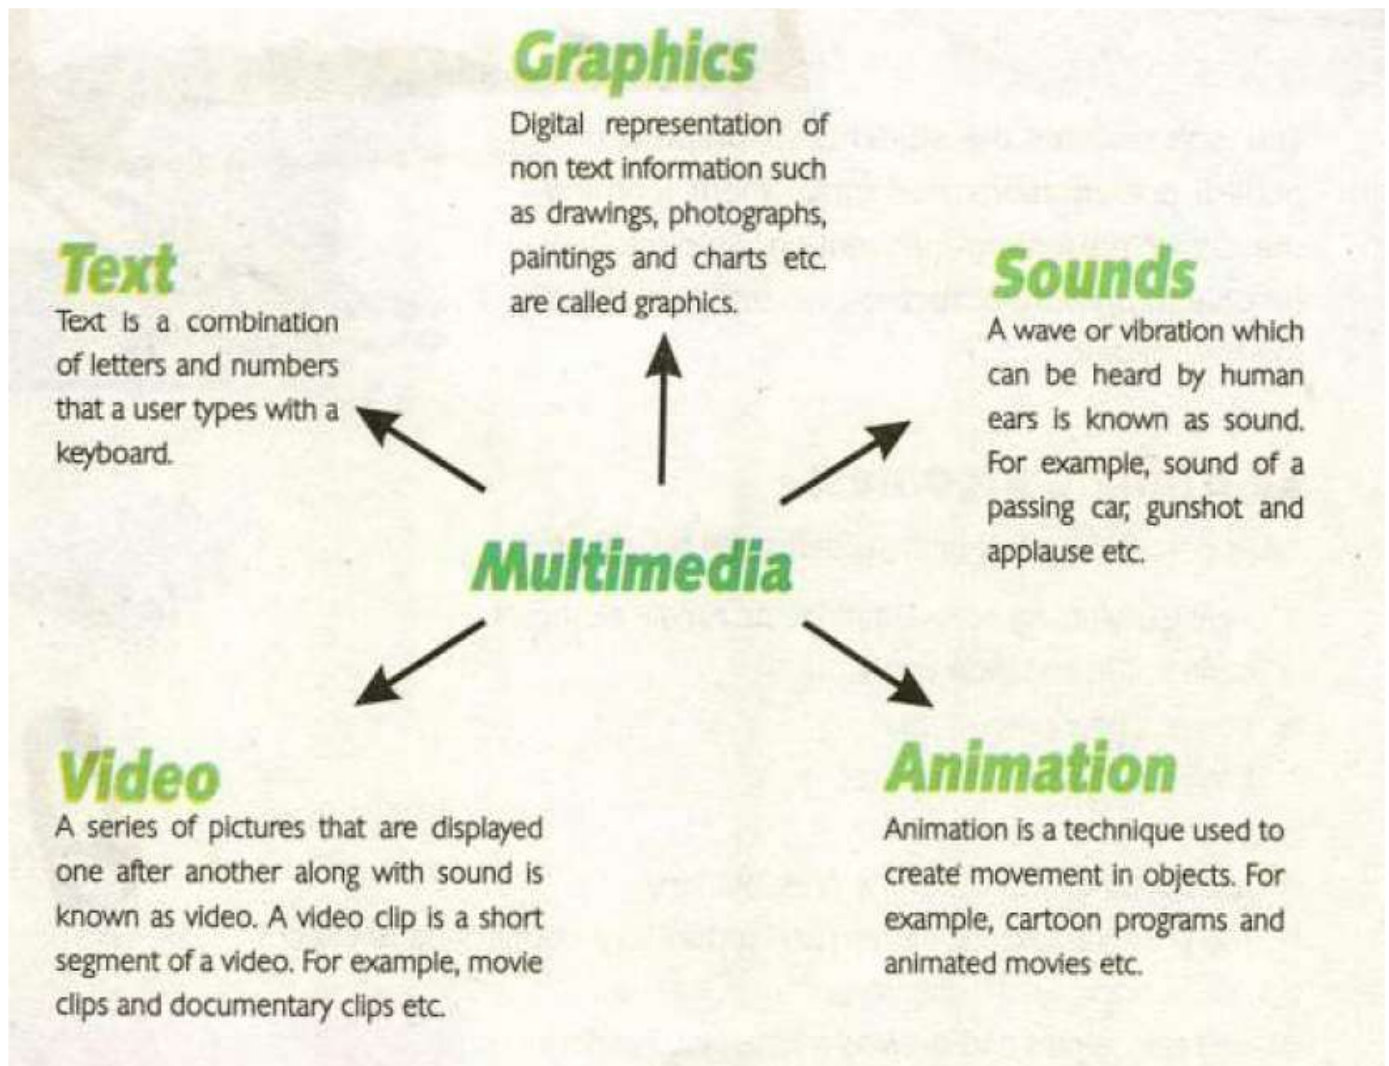 Graphics
Digital representation of
non text information such
as drawings, photographs,
paintings and charts etc.
are called graphics.
Text
Text is a combination
of letters and numbers
that a user types with a
keyboard.
Sounds
A wave or vibration which
can be heard by human
ears is known as sound.
For example, sound of a
passing car, gunshot and
applause etc.
Multimedia
Video
A series of pictures that are displayed
one after another along with sound is
known as video. A video clip is a short
segment of a video. For example, movie
clips and documentary clips etc.
Animation
Animation is a technique used to
create movement in objects. For
example, cartoon programs and
animated movies etc.